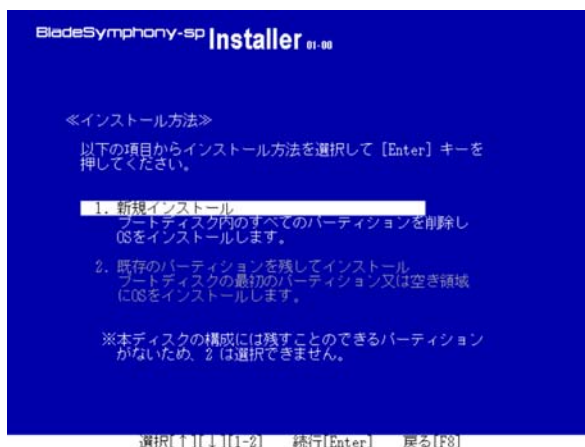 BladeSymphony-sp Installer 01-00
≪インストール方法≫
以下の項目からインストール方法を選択して [Enter] キーを
押してください。
1. 新規インストール
ブートディスク内のすべてのパーティションを削除し
OSをインストールします。
2. 既存のパーティションを残してインストール
ブートディスクの最初のパーティション又は空き領域
にOSをインストールします。
※本ディスクの構成には残すことのできるパーティション
がないため、2 は選択できません。
選択[↑][↓][1-2] 続行[Enter] 戻る[F8]